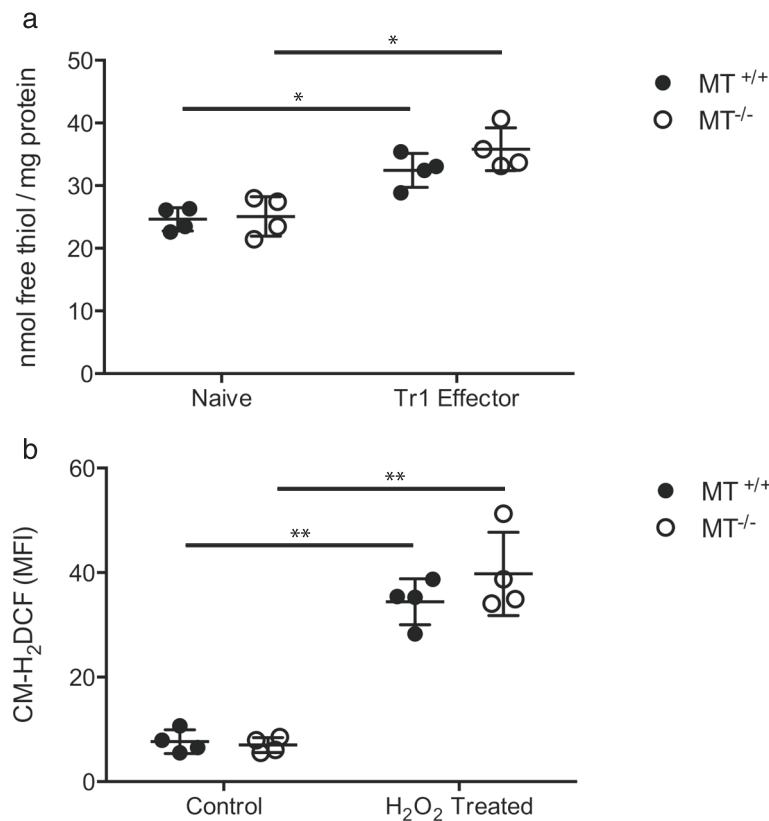 a
nmol free thiol / mg protein
50
40
30
20
10
0
*
*
Naive
Tr1 Effector
MT +/+
MT-/-
b
CM-H2DCF (MFI)
60
40
20
0
**
**
Control
H2O2 Treated
MT +/+
MT-/-